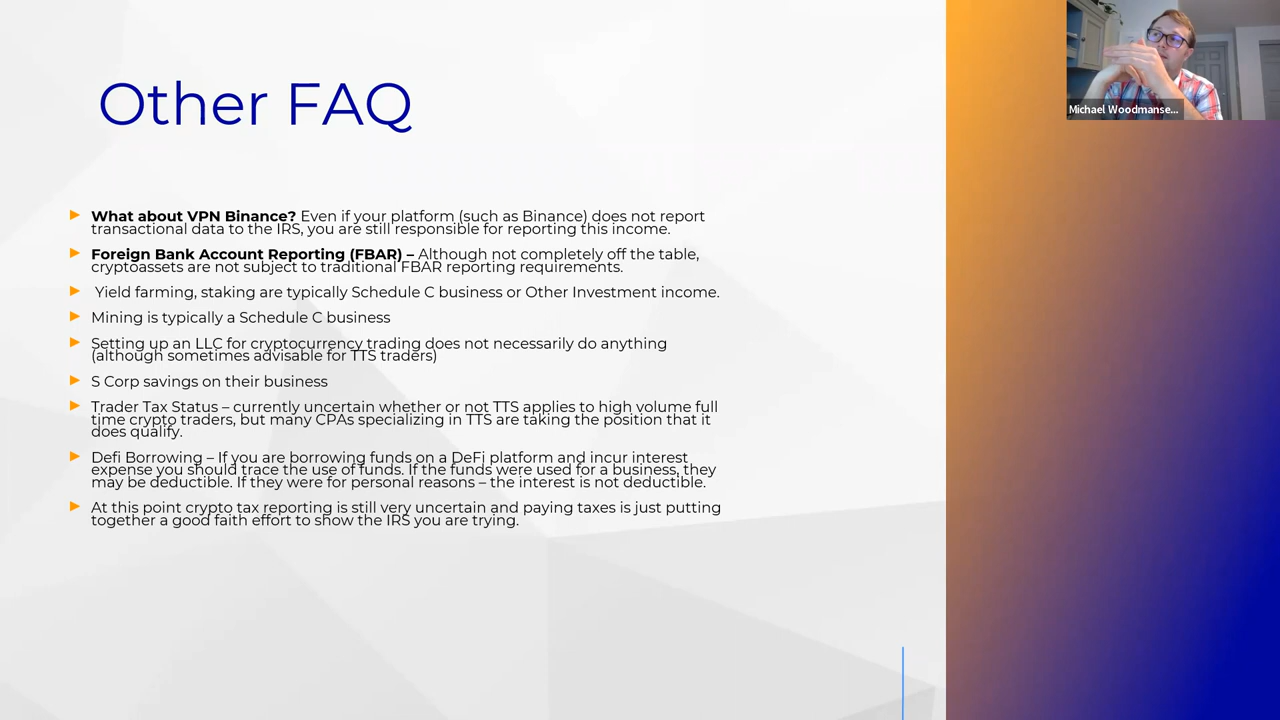 Other FAQ
Michael Woodmanse...
What about VPN Binance? Even if your platform (such as Binance) does not report
transactional data to the IRS, you are still responsible for reporting this income.
Foreign Bank Account Reporting (FBAR) – Although not completely off the table,
cryptoassets are not subject to traditional FBAR reporting requirements.
Yield farming, staking are typically Schedule C business or Other Investment income.
Mining is typically a Schedule C business
Setting up an LLC for cryptocurrency trading does not necessarily do anything
(although sometimes advisable for TTS traders)
S Corp savings on their business
Trader Tax Status – currently uncertain whether or not TTS applies to high volume full
time crypto traders, but many CPAs specializing in TTS are taking the position that it
does qualify.
Defi Borrowing – If you are borrowing funds on a DeFi platform and incur interest
expense you should trace the use of funds. If the funds were used for a business, they
may be deductible. If they were for personal reasons – the interest is not deductible.
At this point crypto tax reporting is still very uncertain and paying taxes is just putting
together a good faith effort to show the IRS you are trying.